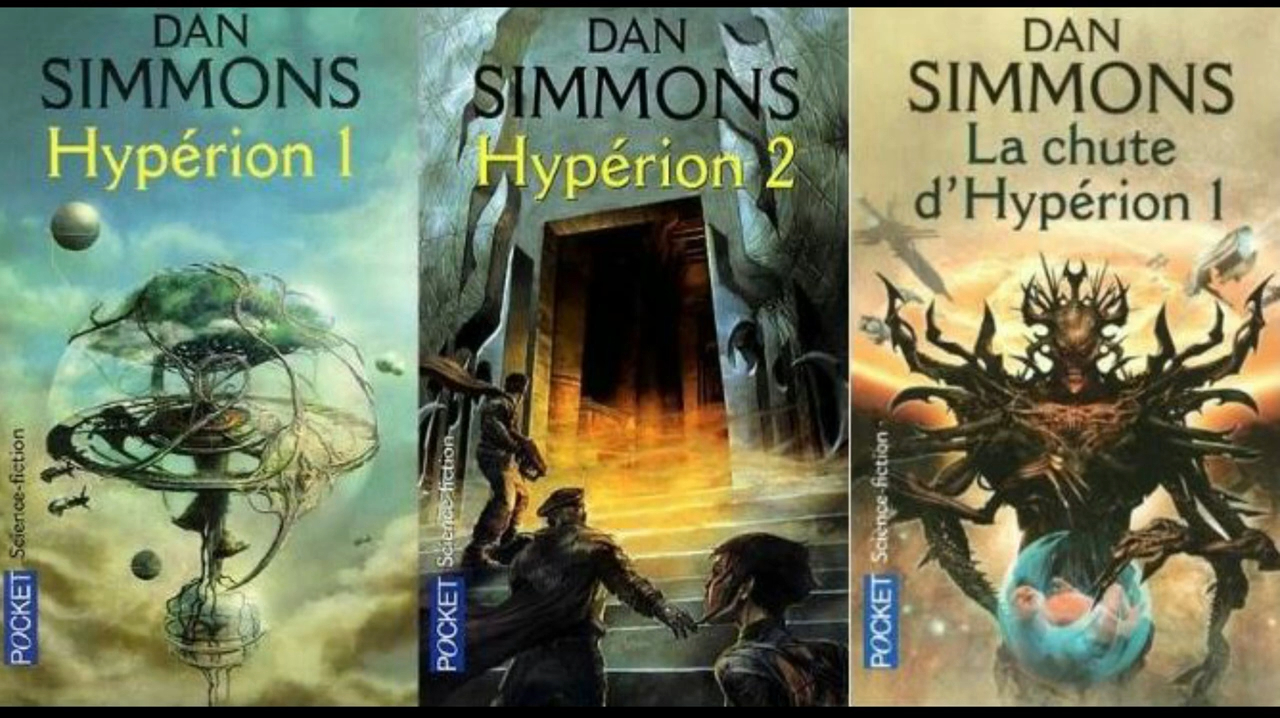 DAN
SIMMONS
Hypérion 1
Science-fiction
POCKET
DAN
SIMMONS
Hypérion 2
Science-fiction
POCKET
DAN
SIMMONS
La chute
d'Hypérion 1
Science-fiction
POCKET